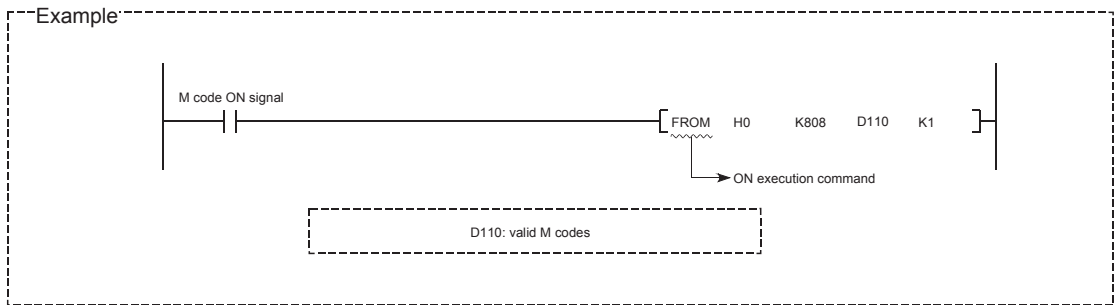 Example
M code ON signal
FROM H0 K808 D110 K1
ON execution command
D110: valid M codes